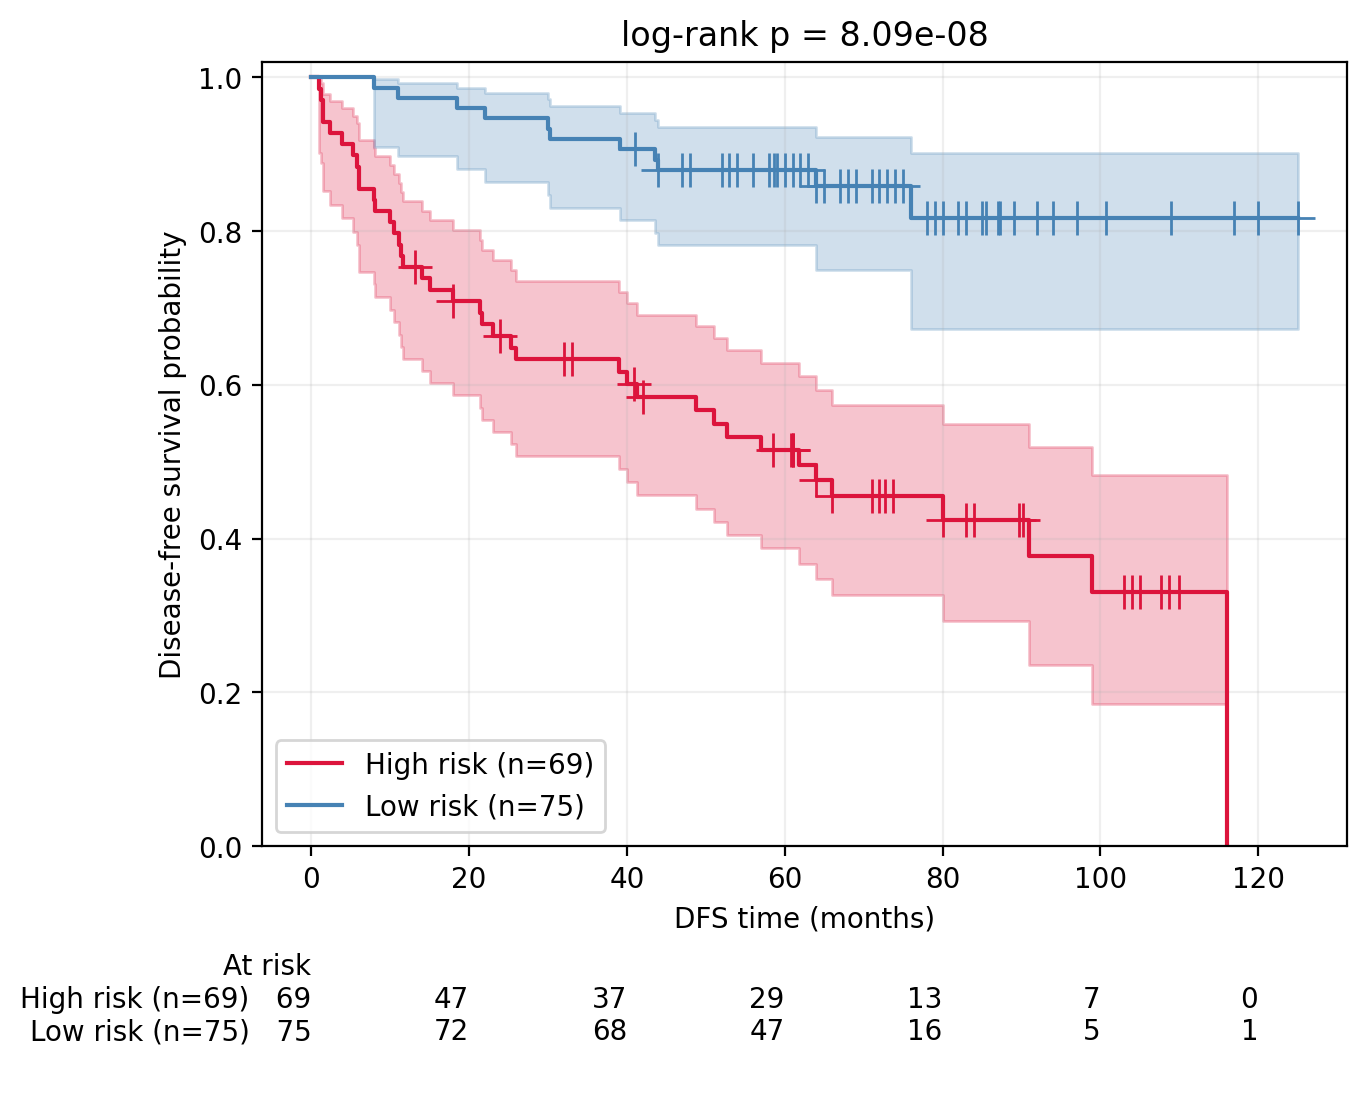 log-rank p = 8.09e-08
1.0
0.8
0.6
0.4
0.2
0.0
Disease-free survival probability
High risk (n=69)
Low risk (n=75)
0 20 40 60 80 100 120
DFS time (months)
At risk
High risk (n=69) 69 47 37 29 13 7 0
Low risk (n=75) 75 72 68 47 16 5 1